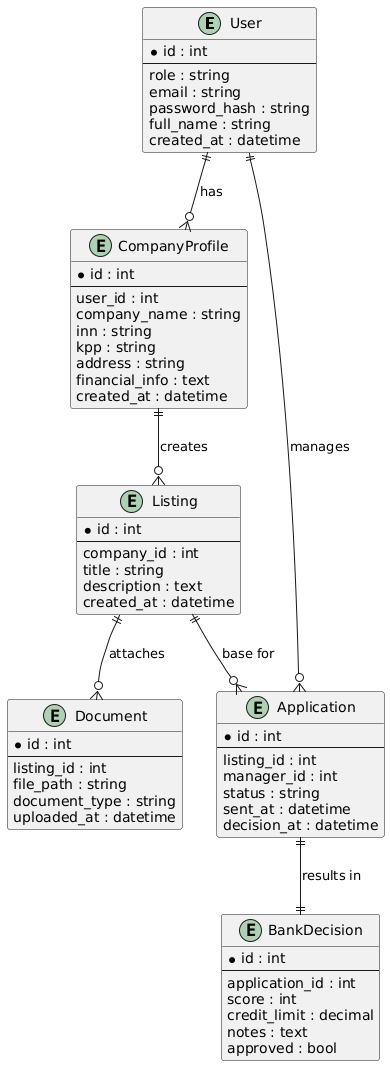 E User
* id : int
role : string
email : string
password_hash : string
full_name : string
created_at : datetime
has
E CompanyProfile
* id : int
user_id : int
company_name : string
inn : string
kpp : string
address : string
financial_info : text
created_at : datetime
creates
manages
E Listing
* id : int
company_id : int
title : string
description : text
created_at : datetime
attaches
base for
E Document
* id : int
listing_id : int
file_path : string
document_type : string
uploaded_at : datetime
E Application
* id : int
listing_id : int
manager_id : int
status : string
sent_at : datetime
decision_at : datetime
results in
E BankDecision
* id : int
application_id : int
score : int
credit_limit : decimal
notes : text
approved : bool